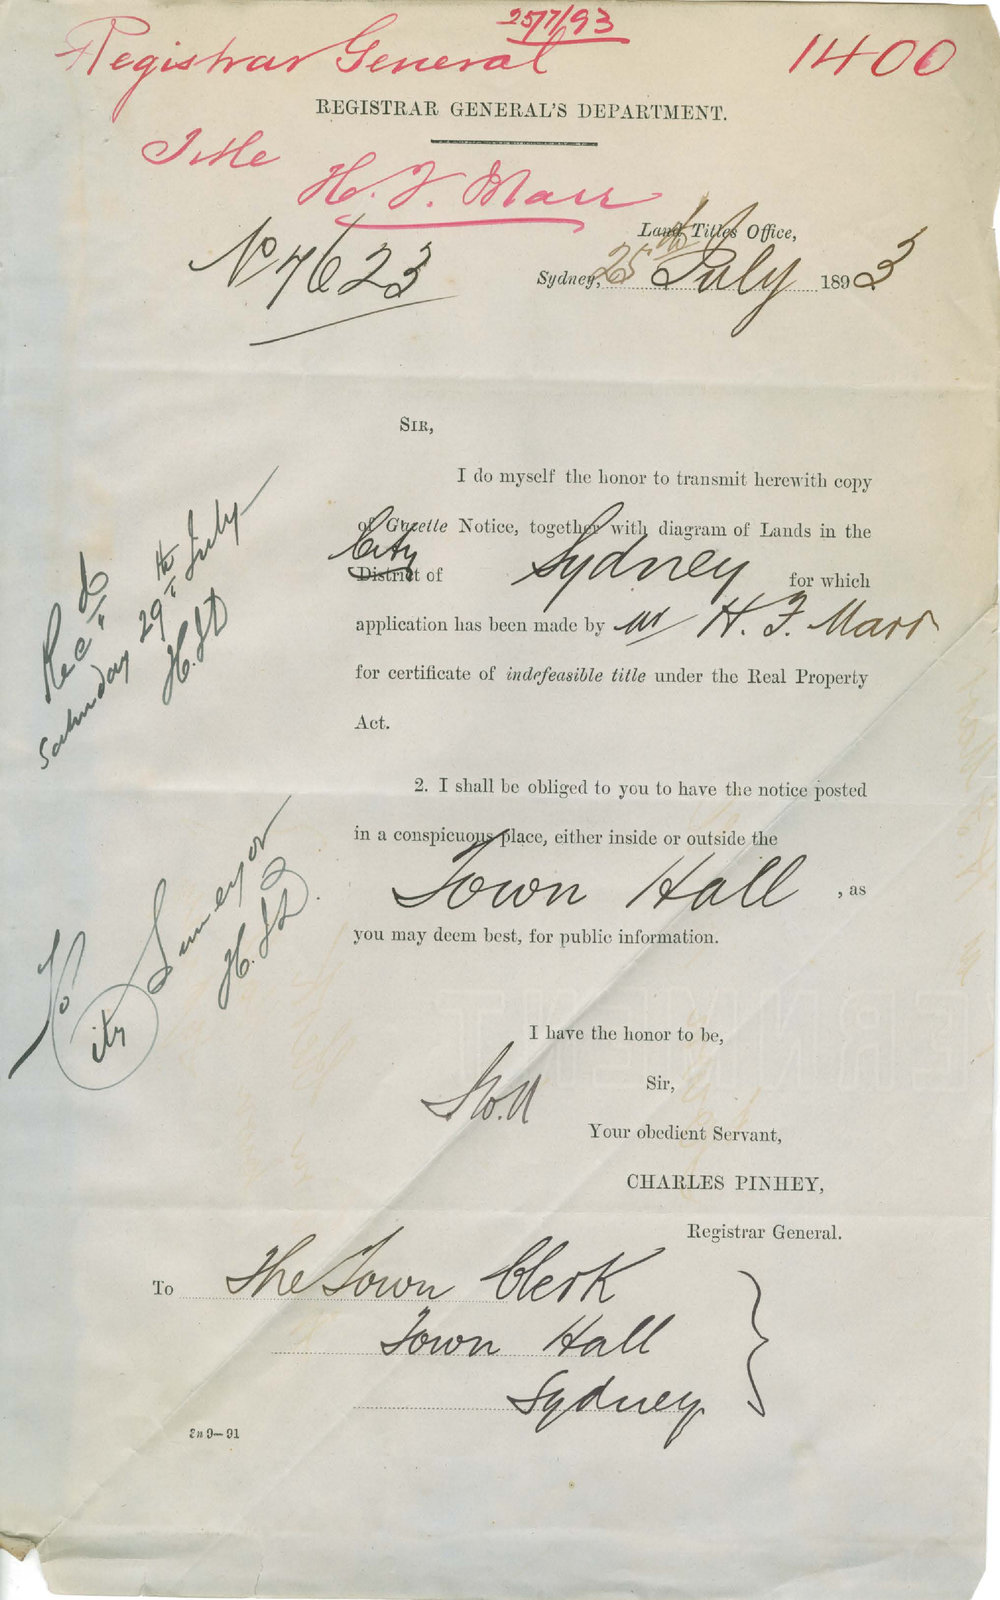 25/7/93
Registrar General
1400
REGISTRAR GENERAL'S DEPARTMENT.
Title
H. F. Marr
No 7623
Land Titles Office,
Sydney, 25th July 1893
SIR,
I do myself the honor to transmit herewith copy
of Gazette Notice, together with diagram of Lands in the
City
District of Sydney for which
application has been made by Mr H. F. Marr
for certificate of indefeasible title under the Real Property
Act.
Recd
Saturday 29th July
2. I shall be obliged to you to have the notice posted
in a conspicuous place, either inside or outside the
Town Hall , as
you may deem best, for public information.
To
City Surveyor
I have the honor to be,
Sir,
Your obedient Servant,
CHARLES PINHEY,
Registrar General.
To The Town Clerk
Town Hall
Sydney
9—91